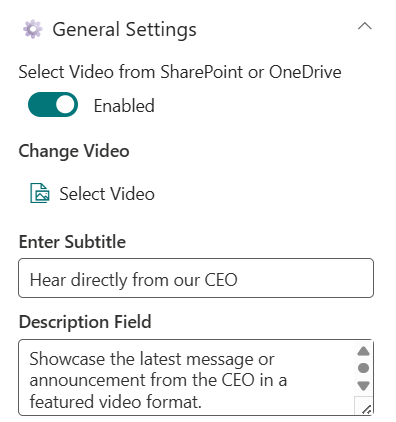 General Settings
Select Video from SharePoint or OneDrive
Enabled
Change Video
Select Video
Enter Subtitle
Hear directly from our CEO
Description Field
Showcase the latest message or
announcement from the CEO in a
featured video format.